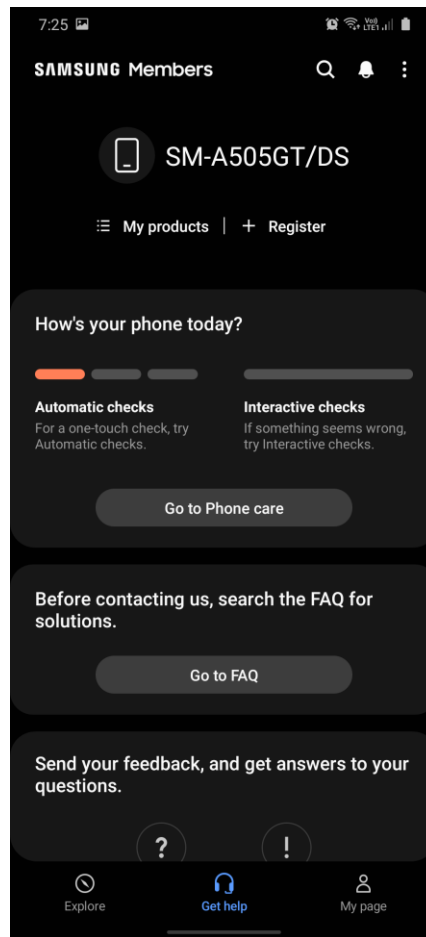 7:25
Vo))
LTE1
SAMSUNG Members
SM-A505GT/DS
My products | + Register
How's your phone today?
Automatic checks
For a one-touch check, try
Automatic checks.
Interactive checks
If something seems wrong,
try Interactive checks.
Go to Phone care
Before contacting us, search the FAQ for
solutions.
Go to FAQ
Send your feedback, and get answers to your
questions.
?
!
Explore
Get help
My page